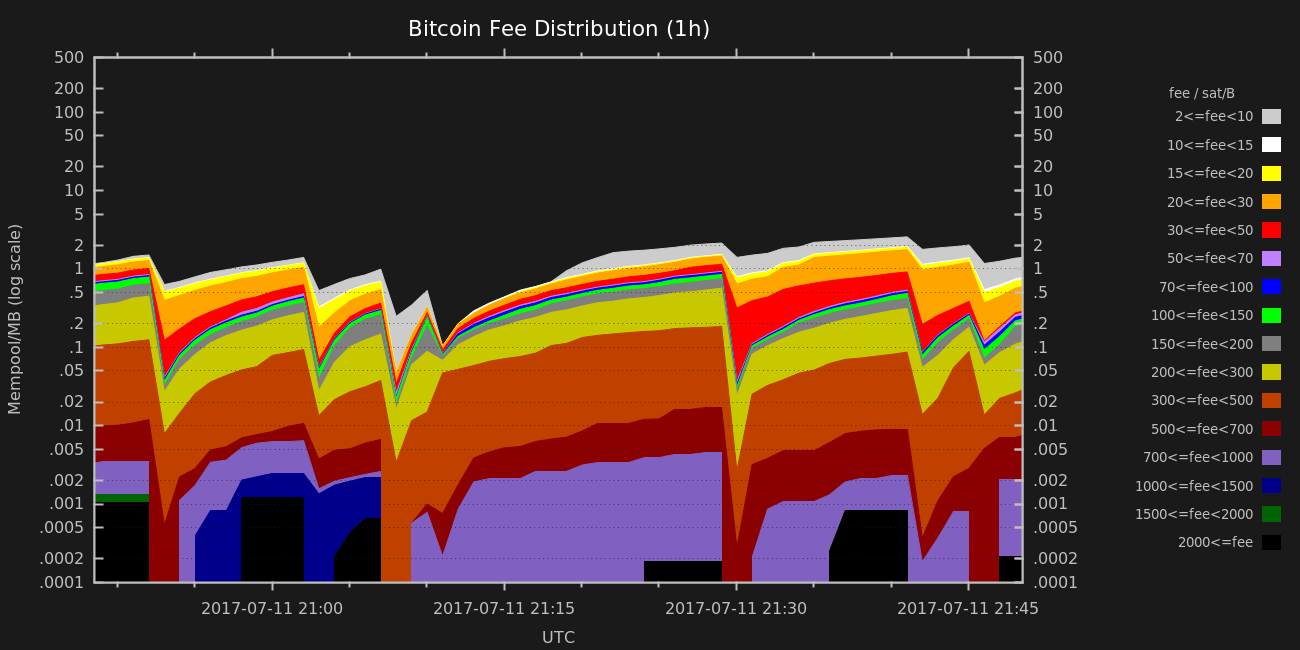 Bitcoin Fee Distribution (1h)
Mempool/MB (log scale)
500
200
100
50
20
10
5
2
1
.5
.2
.1
.05
.02
.01
.005
.002
.001
.0005
.0002
.0001
500
200
100
50
20
10
5
2
1
.5
.2
.1
.05
.02
.01
.005
.002
.001
.0005
.0002
.0001
fee / sat/B
2<=fee<10
10<=fee<15
15<=fee<20
20<=fee<30
30<=fee<50
50<=fee<70
70<=fee<100
100<=fee<150
150<=fee<200
200<=fee<300
300<=fee<500
500<=fee<700
700<=fee<1000
1000<=fee<1500
1500<=fee<2000
2000<=fee
2017-07-11 21:00 2017-07-11 21:15 2017-07-11 21:30 2017-07-11 21:45
UTC